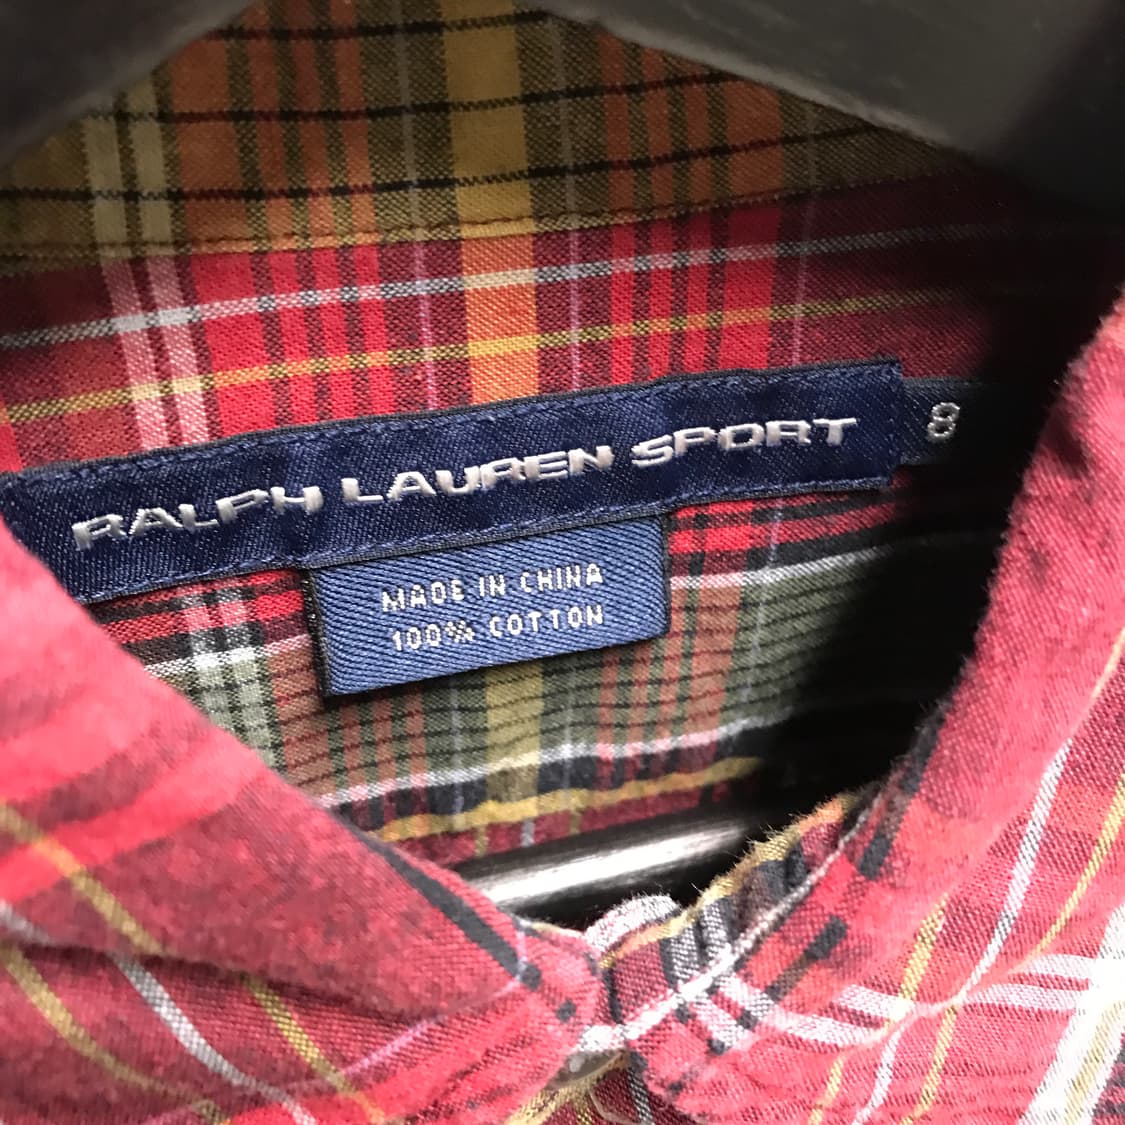 RALPH LAUREN SPORT
8
MADE IN CHINA
100% COTTON